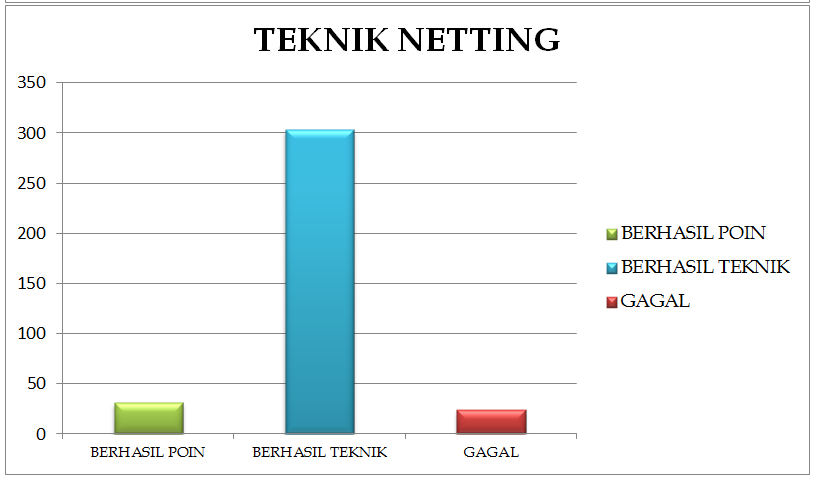 TEKNIK NETTING
350
300
250
200
150
100
50
0
BERHASIL POIN
BERHASIL TEKNIK
GAGAL
BERHASIL POIN
BERHASIL TEKNIK
GAGAL